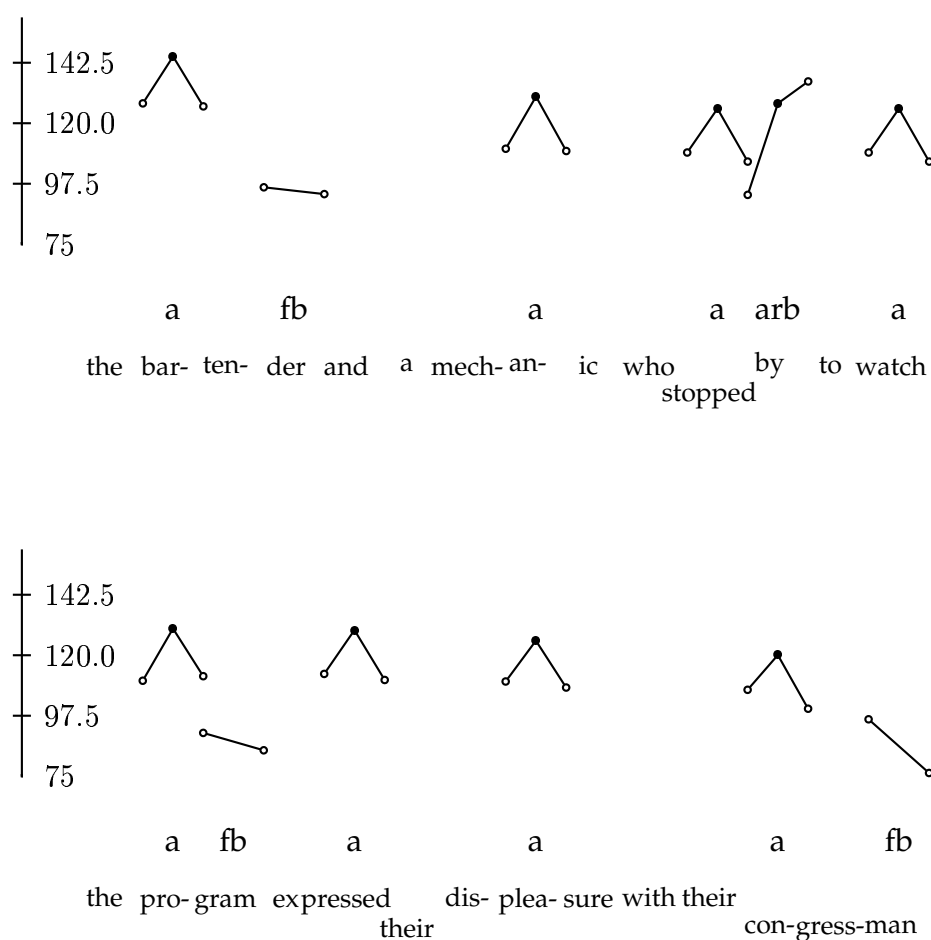 142.5
120.0
97.5
75
a fb a a arb a
the bar- ten- der and a mech- an- ic who stopped by to watch
142.5
120.0
97.5
75
a fb a a a fb
the pro- gram expressed their dis- plea- sure with their con-gress-man